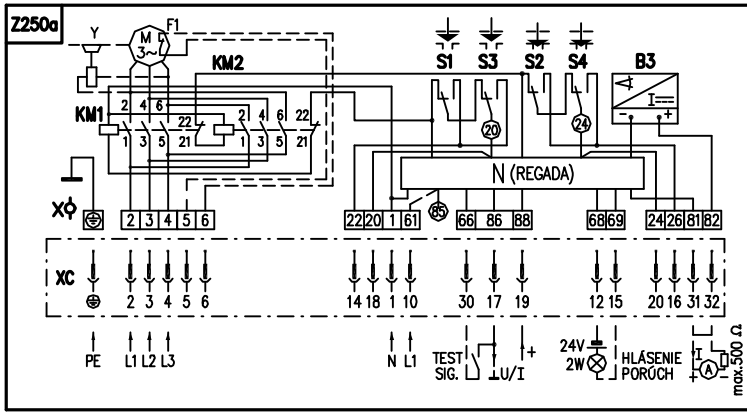 Z250a
Y
M
3~
F1
KM2
S1 S3 S2 S4 B3
I
- +
KM1
2 4 6 22 2 4 6 22
1 3 5 21 1 3 5 21
20
24
N (REGADA)
X
85
2 3 4 5 6 22 20 1 61 66 86 88 68 69 24 26 81 82
XC
2 3 4 5 6 14 18 1 10 30 17 19 12 15 20 16 31 32
PE L1 L2 L3 N L1
TEST
SIG.
+
U/I
24V
2W
HLÁSENIE
PORÚCH
I
+ A -
max.500 Ω